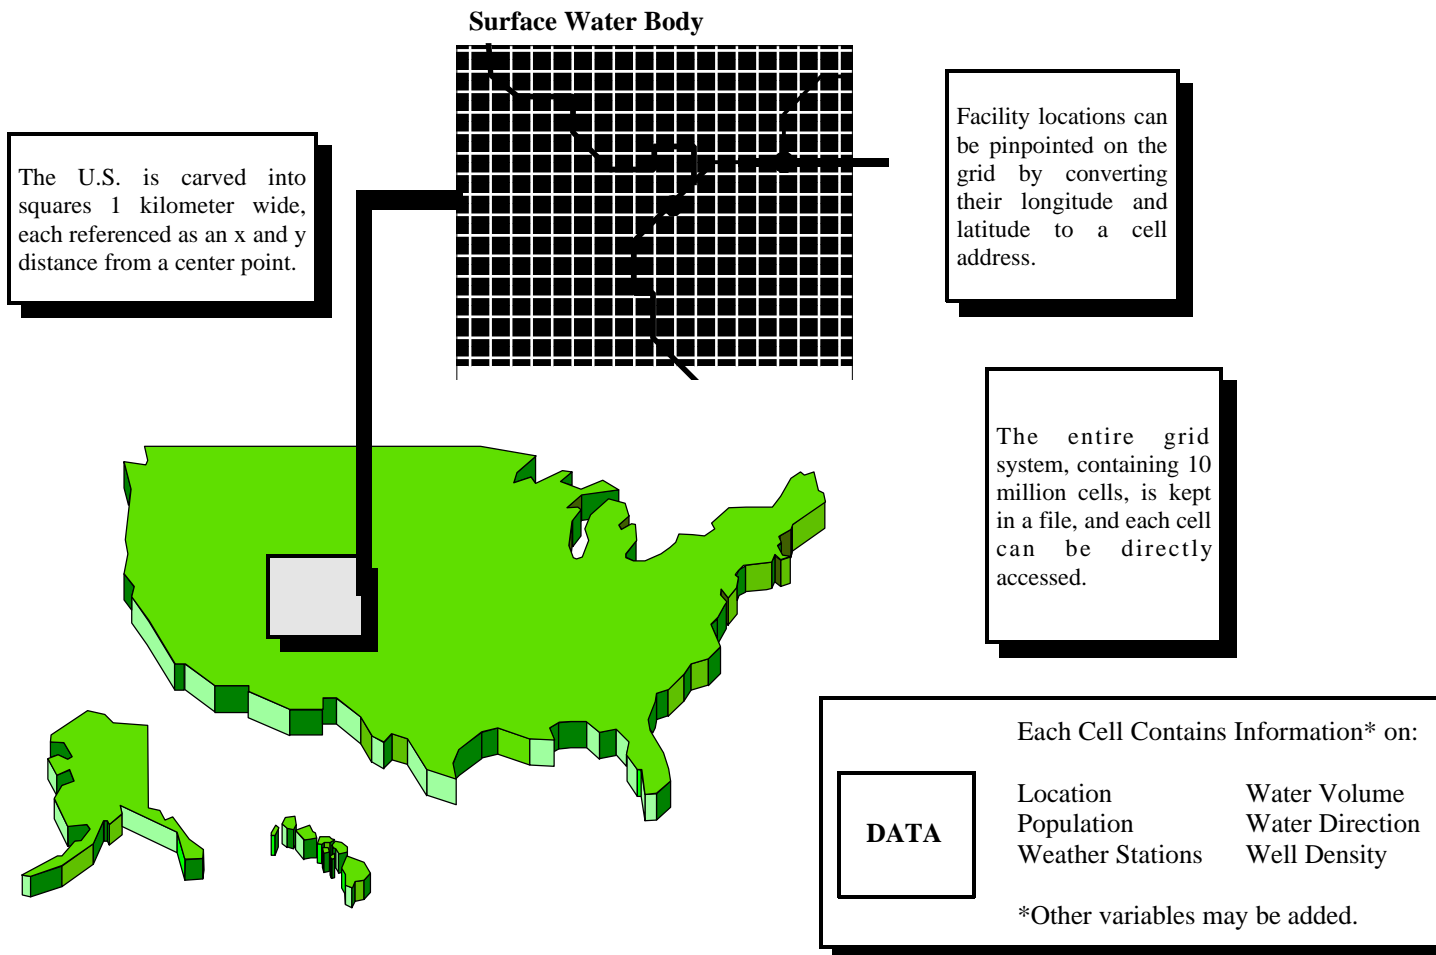 Surface Water Body
The U.S. is carved into
squares 1 kilometer wide,
each referenced as an x and y
distance from a center point.
Facility locations can
be pinpointed on the
grid by converting
their longitude and
latitude to a cell
address.
The entire grid
system, containing 10
million cells, is kept
in a file, and each cell
can be directly
accessed.
Each Cell Contains Information* on:
DATA
Location Water Volume
Population Water Direction
Weather Stations Well Density
*Other variables may be added.